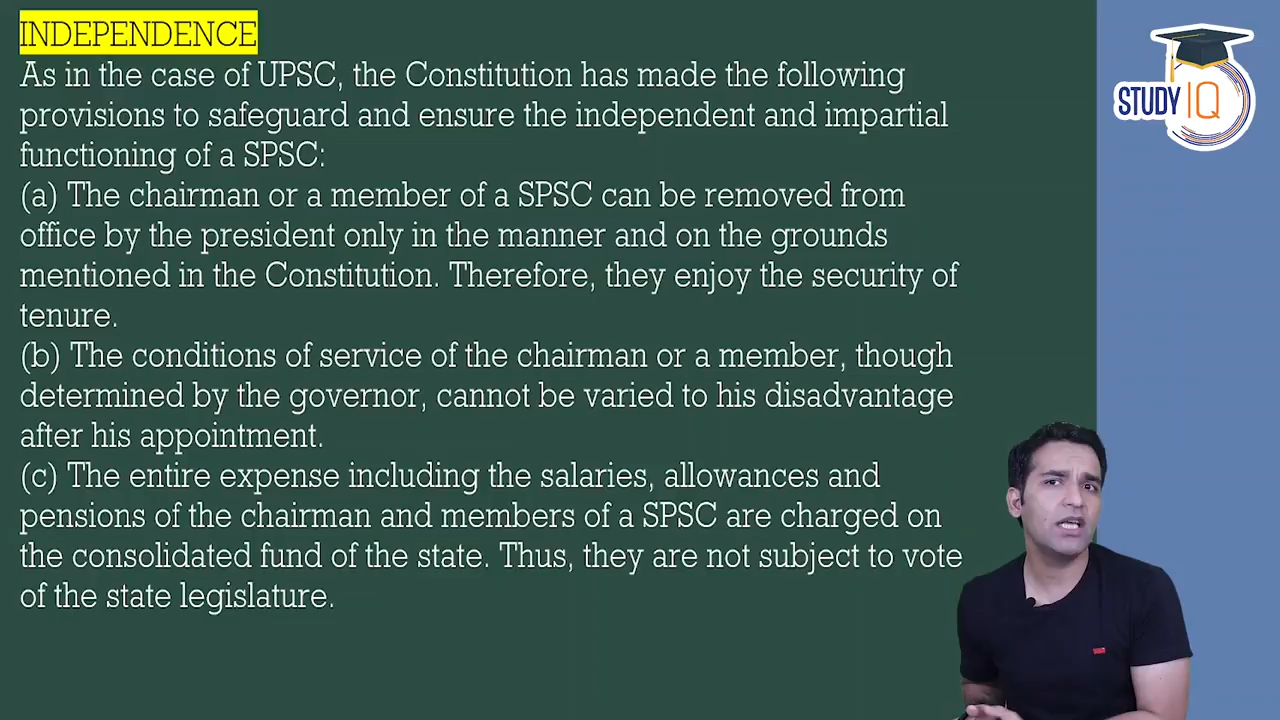 INDEPENDENCE
As in the case of UPSC, the Constitution has made the following
provisions to safeguard and ensure the independent and impartial
functioning of a SPSC:
(a) The chairman or a member of a SPSC can be removed from
office by the president only in the manner and on the grounds
mentioned in the Constitution. Therefore, they enjoy the security of
tenure.
(b) The conditions of service of the chairman or a member, though
determined by the governor, cannot be varied to his disadvantage
after his appointment.
(c) The entire expense including the salaries, allowances and
pensions of the chairman and members of a SPSC are charged on
the consolidated fund of the state. Thus, they are not subject to vote
of the state legislature.
STUDY IQ